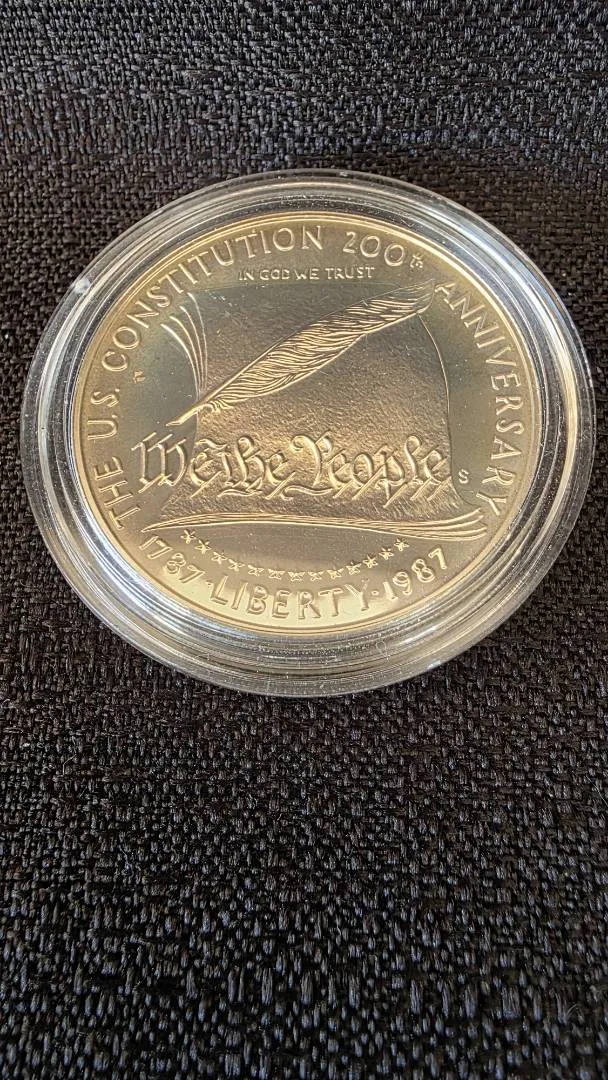 THE U.S. CONSTITUTION 200th ANNIVERSARY
IN GOD WE TRUST
We the People
S
1787·LIBERTY·1987